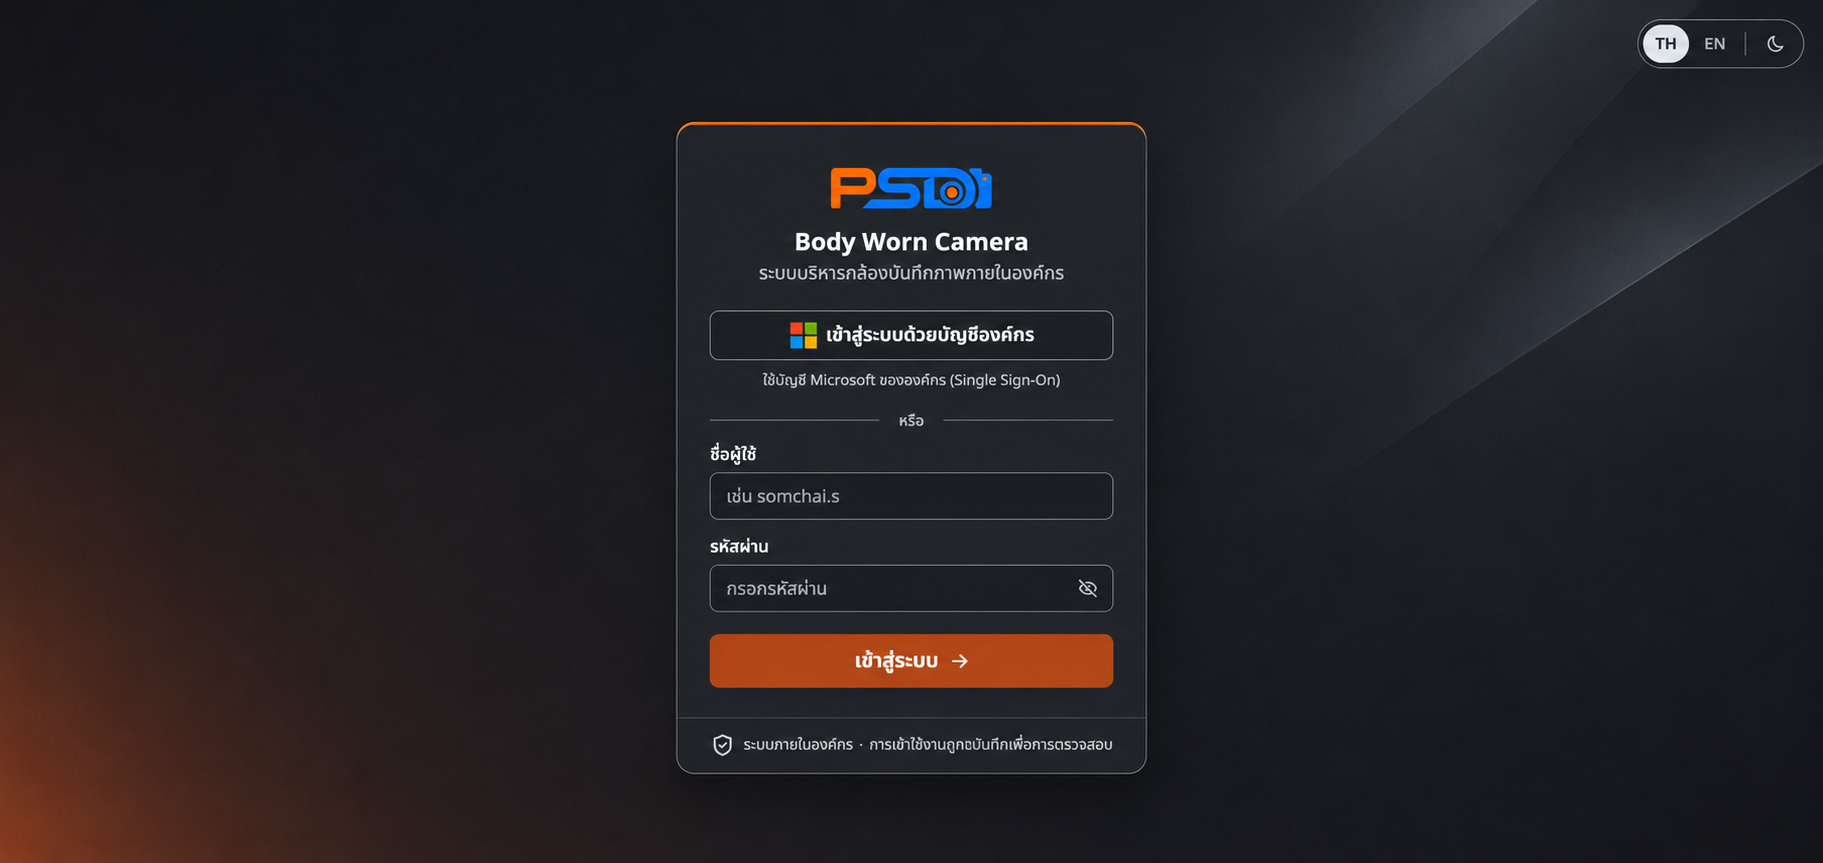 TH EN
PSDI
Body Worn Camera
ระบบบริหารกล้องบันทึกภาพภายในองค์กร
เข้าสู่ระบบด้วยบัญชีองค์กร
ใช้บัญชี Microsoft ขององค์กร (Single Sign-On)
หรือ
ชื่อผู้ใช้
เช่น somchai.s
รหัสผ่าน
กรอกรหัสผ่าน
เข้าสู่ระบบ →
ระบบภายในองค์กร · การเข้าใช้งานถูกบันทึกเพื่อการตรวจสอบ